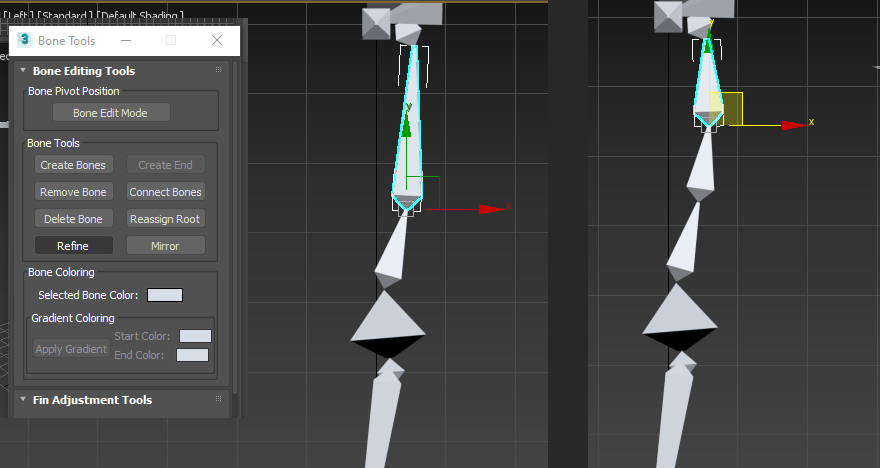 [Left ] [Standard ] [Default Shading ]
3 Bone Tools
Bone Editing Tools
Bone Pivot Position
Bone Edit Mode
Bone Tools
Create Bones Create End
Remove Bone Connect Bones
Delete Bone Reassign Root
Refine Mirror
Bone Coloring
Selected Bone Color:
Gradient Coloring
Start Color:
Apply Gradient
End Color:
Fin Adjustment Tools
y
x
y
x